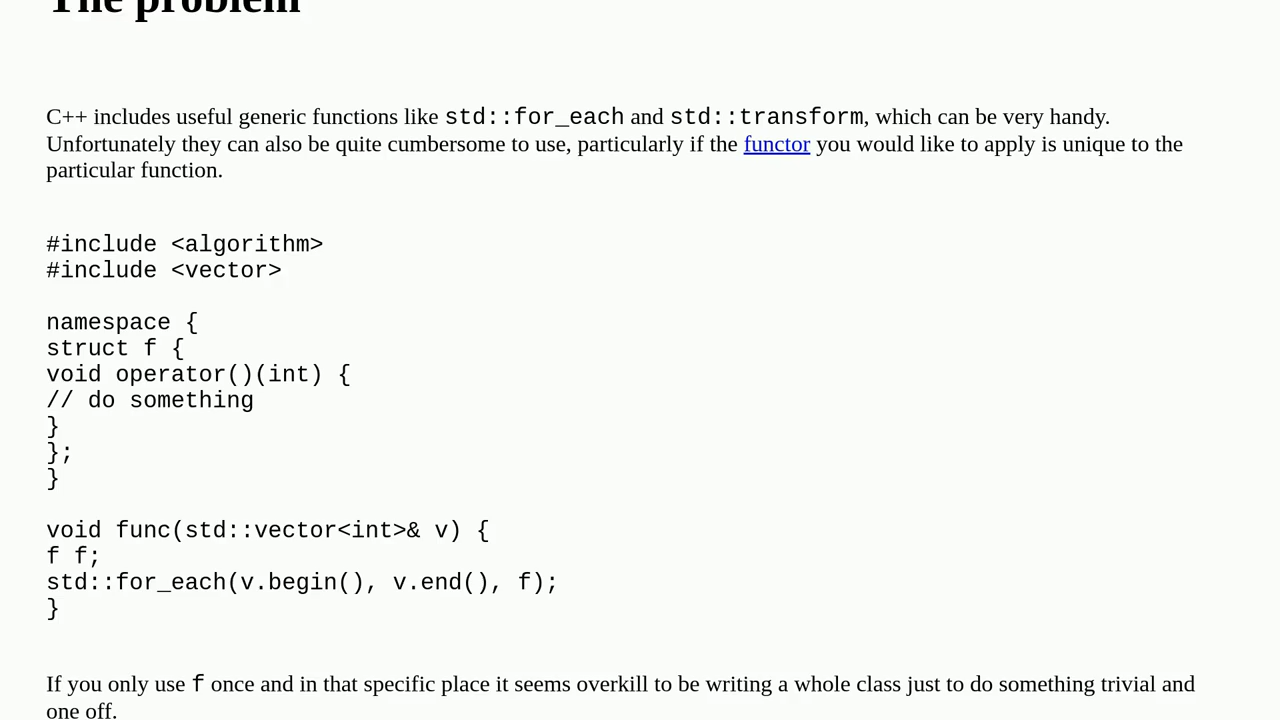 The problem
C++ includes useful generic functions like std::for_each and std::transform, which can be very handy.
Unfortunately they can also be quite cumbersome to use, particularly if the functor you would like to apply is unique to the
particular function.
#include <algorithm>
#include <vector>
namespace {
struct f {
void operator()(int) {
// do something
}
};
}
void func(std::vector<int>& v) {
f f;
std::for_each(v.begin(), v.end(), f);
}
If you only use f once and in that specific place it seems overkill to be writing a whole class just to do something trivial and
one off.